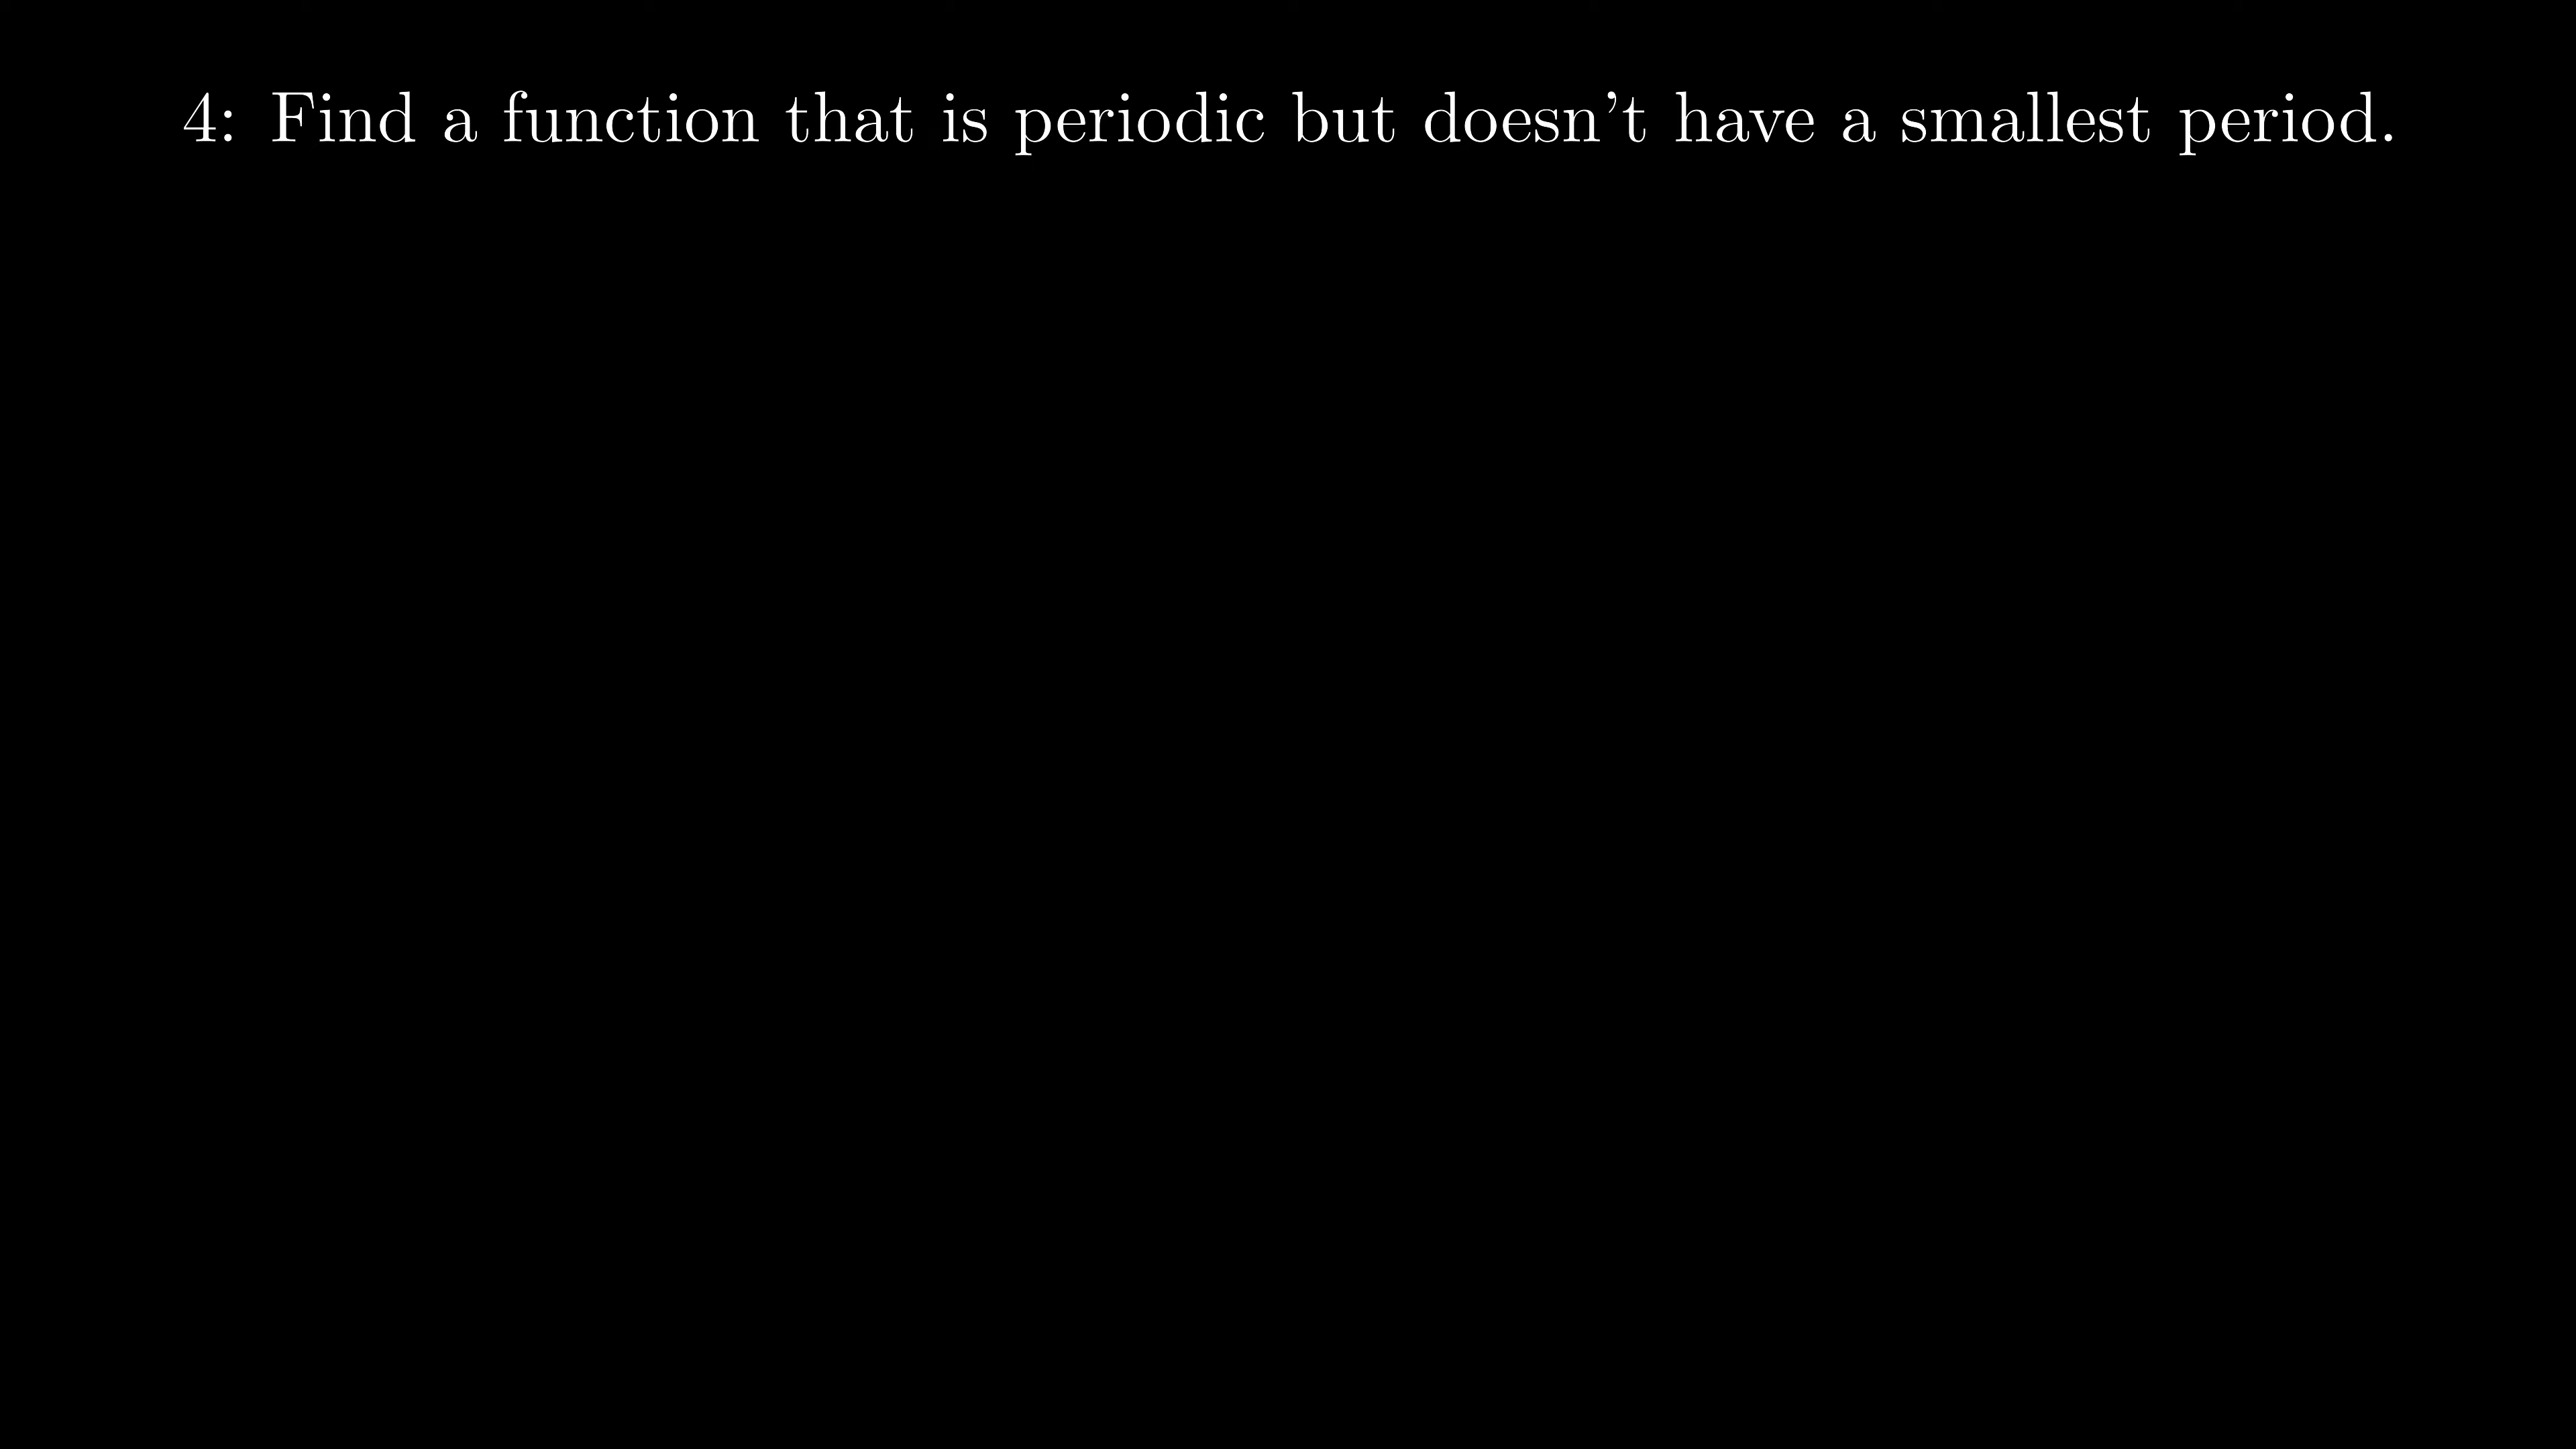 4: Find a function that is periodic but doesn't have a smallest period.